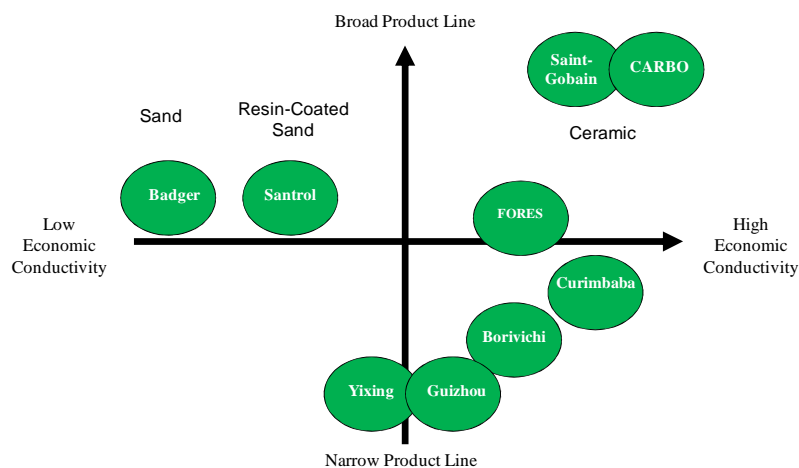 Broad Product Line
Saint-
Gobain
CARBO
Sand
Resin-Coated
Sand
Ceramic
Badger
Santrol
FORES
Low
Economic
Conductivity
High
Economic
Conductivity
Curimbaba
Borivichi
Yixing
Guizhou
Narrow Product Line